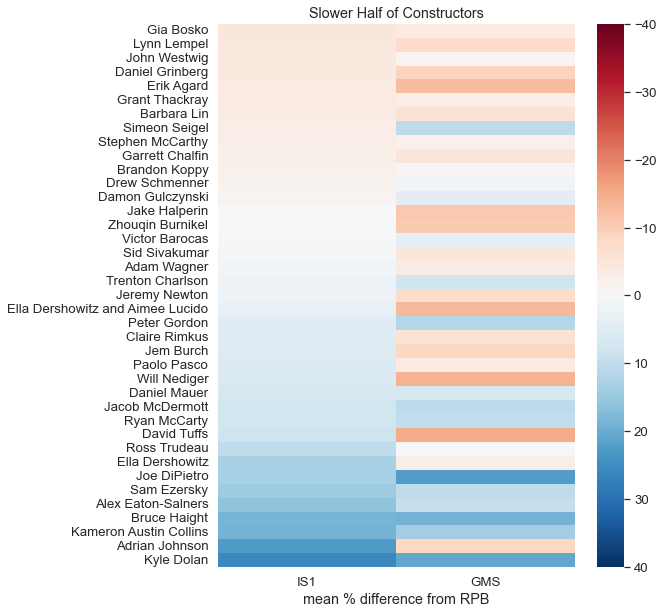 Slower Half of Constructors
Gia Bosko
Lynn Lempel
John Westwig
Daniel Grinberg
Erik Agard
Grant Thackray
Barbara Lin
Simeon Seigel
Stephen McCarthy
Garrett Chalfin
Brandon Koppy
Drew Schmenner
Damon Gulczynski
Jake Halperin
Zhouqin Burnikel
Victor Barocas
Sid Sivakumar
Adam Wagner
Trenton Charlson
Jeremy Newton
Ella Dershowitz and Aimee Lucido
Peter Gordon
Claire Rimkus
Jem Burch
Paolo Pasco
Will Nediger
Daniel Mauer
Jacob McDermott
Ryan McCarty
David Tuffs
Ross Trudeau
Ella Dershowitz
Joe DiPietro
Sam Ezersky
Alex Eaton-Salners
Bruce Haight
Kameron Austin Collins
Adrian Johnson
Kyle Dolan
IS1
GMS
mean % difference from RPB
−40
−30
−20
−10
0
10
20
30
40